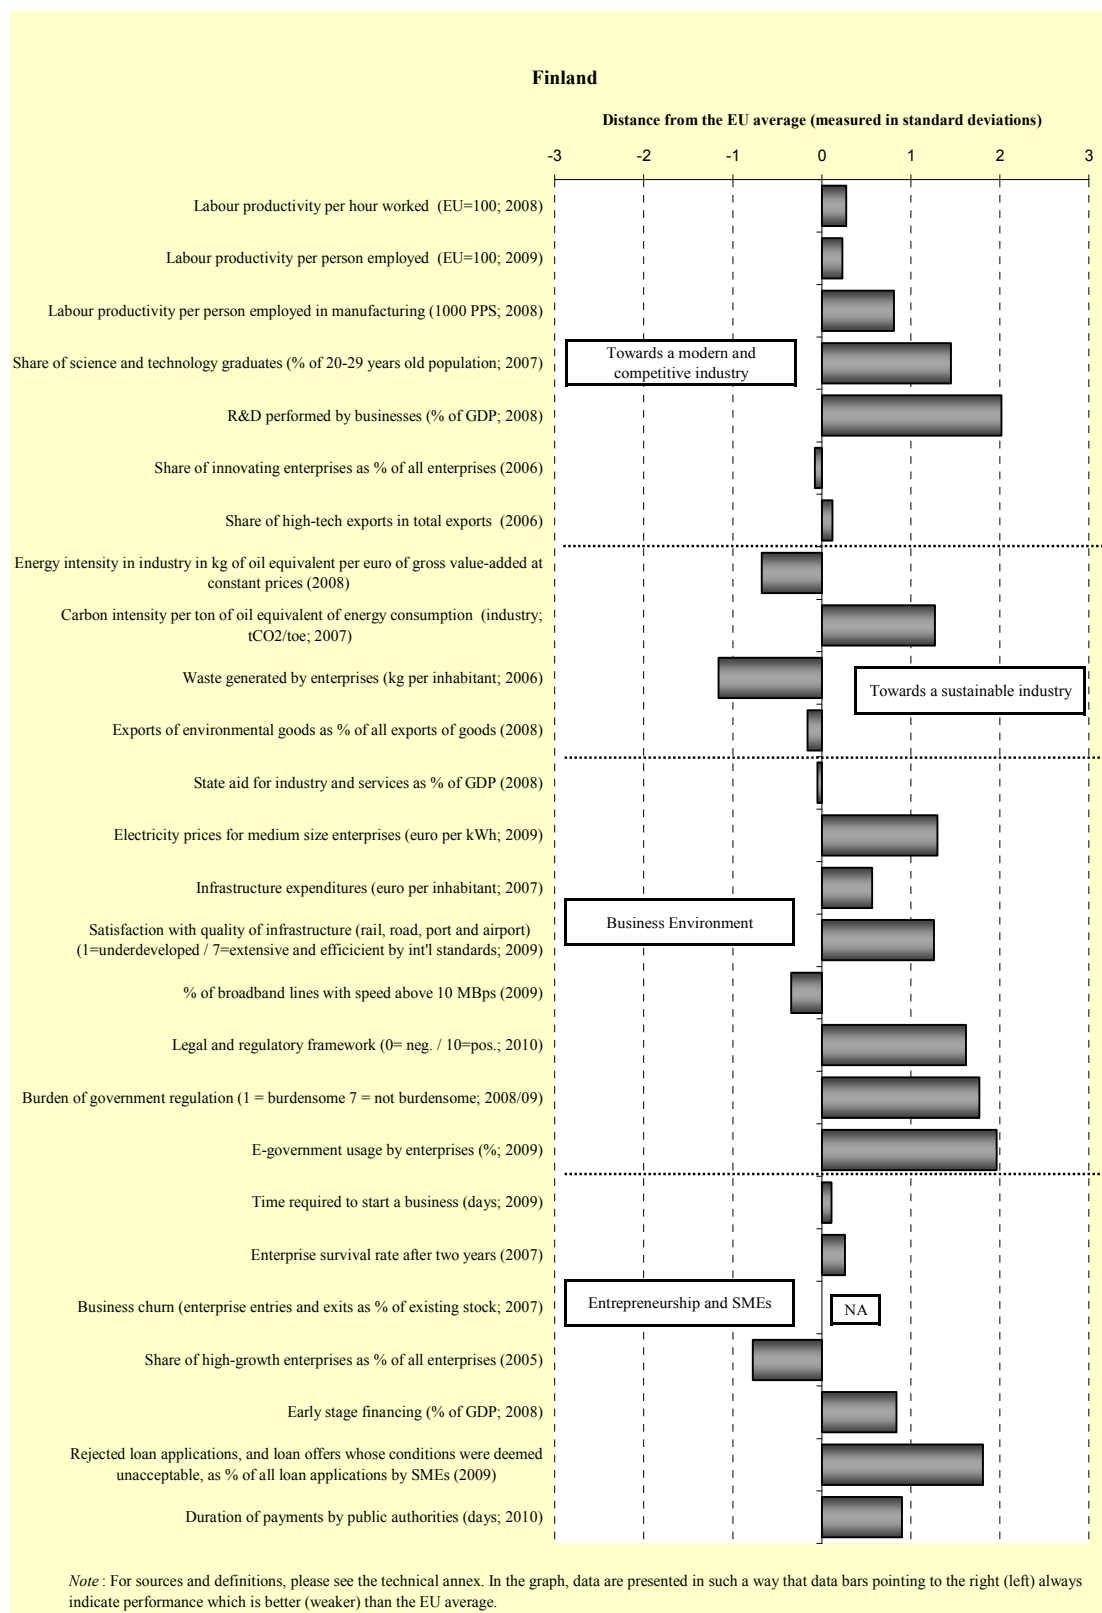 Finland
Distance from the EU average (measured in standard deviations)
-3 -2 -1 0 1 2 3
Labour productivity per hour worked (EU=100; 2008)
Labour productivity per person employed (EU=100; 2009)
Labour productivity per person employed in manufacturing (1000 PPS; 2008)
Share of science and technology graduates (% of 20-29 years old population; 2007)
Towards a modern and
competitive industry
R&D performed by businesses (% of GDP; 2008)
Share of innovating enterprises as % of all enterprises (2006)
Share of high-tech exports in total exports (2006)
Energy intensity in industry in kg of oil equivalent per euro of gross value-added at
constant prices (2008)
Carbon intensity per ton of oil equivalent of energy consumption (industry;
tCO2/toe; 2007)
Waste generated by enterprises (kg per inhabitant; 2006)
Towards a sustainable industry
Exports of environmental goods as % of all exports of goods (2008)
State aid for industry and services as % of GDP (2008)
Electricity prices for medium size enterprises (euro per kWh; 2009)
Infrastructure expenditures (euro per inhabitant; 2007)
Business Environment
Satisfaction with quality of infrastructure (rail, road, port and airport)
(1=underdeveloped / 7=extensive and efficicient by int'l standards; 2009)
% of broadband lines with speed above 10 MBps (2009)
Legal and regulatory framework (0= neg. / 10=pos.; 2010)
Burden of government regulation (1 = burdensome 7 = not burdensome; 2008/09)
E-government usage by enterprises (%; 2009)
Time required to start a business (days; 2009)
Enterprise survival rate after two years (2007)
Business churn (enterprise entries and exits as % of existing stock; 2007)
Entrepreneurship and SMEs
NA
Share of high-growth enterprises as % of all enterprises (2005)
Early stage financing (% of GDP; 2008)
Rejected loan applications, and loan offers whose conditions were deemed
unacceptable, as % of all loan applications by SMEs (2009)
Duration of payments by public authorities (days; 2010)
Note : For sources and definitions, please see the technical annex. In the graph, data are presented in such a way that data bars pointing to the right (left) always
indicate performance which is better (weaker) than the EU average.